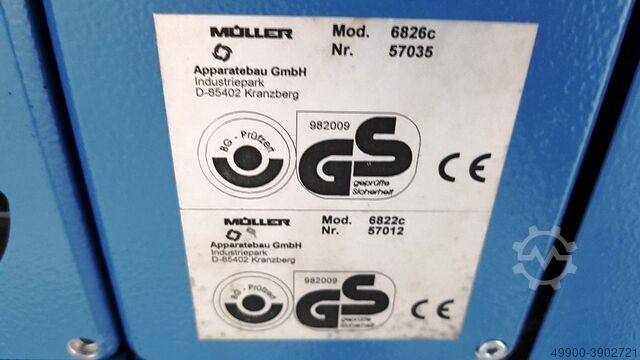 MÜLLER Mod. 6826c
Nr. 57035
Apparatebau GmbH
Industriepark
D-85402 Kranzberg
BG - Prüfzert
982009
GS
geprüfte
Sicherheit
CE
MÜLLER Mod. 6822c
Nr. 57012
Apparatebau GmbH
Industriepark
D-85402 Kranzberg
BG - Prüfzert
982009
GS
geprüfte
Sicherheit
CE
49900-3902721